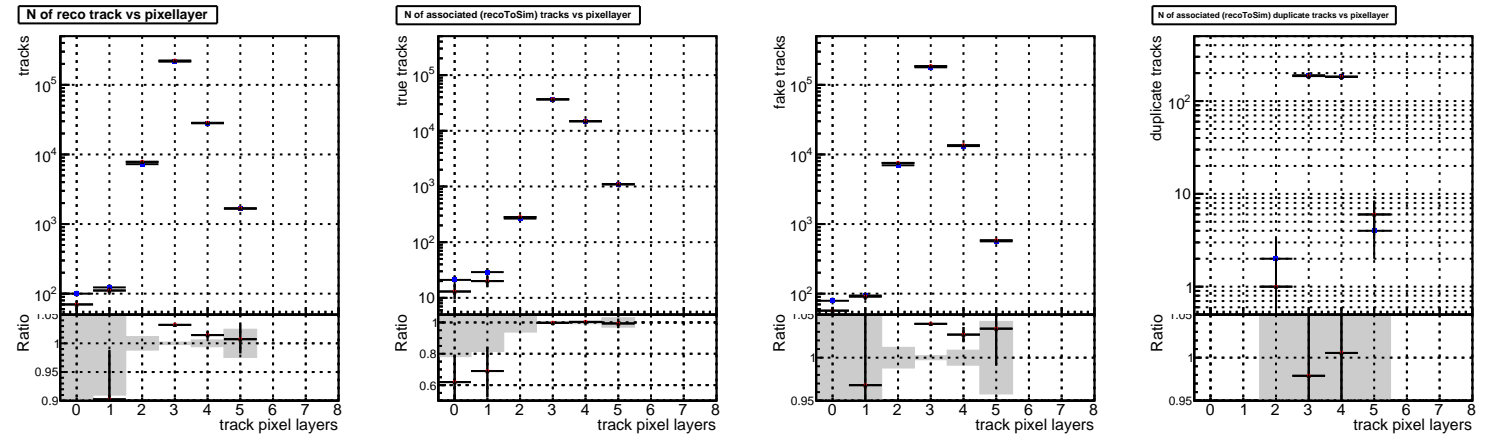 N of reco track vs pixellayer
tracks
10^5
10^4
10^3
10^2
1.05
Ratio
1
0.95
0.9
0 1 2 3 4 5 6 7 8
track pixel layers
N of associated (recoToSim) tracks vs pixellayer
true tracks
10^5
10^4
10^3
10^2
10
Ratio
1
0.8
0.6
0 1 2 3 4 5 6 7 8
track pixel layers
fake tracks
10^5
10^4
10^3
10^2
1.05
Ratio
1
0.95
0 1 2 3 4 5 6 7 8
track pixel layers
N of associated (recoToSim) duplicate tracks vs pixellayer
duplicate tracks
10^2
10
1
1.05
Ratio
1
0.95
0 1 2 3 4 5 6 7 8
track pixel layers